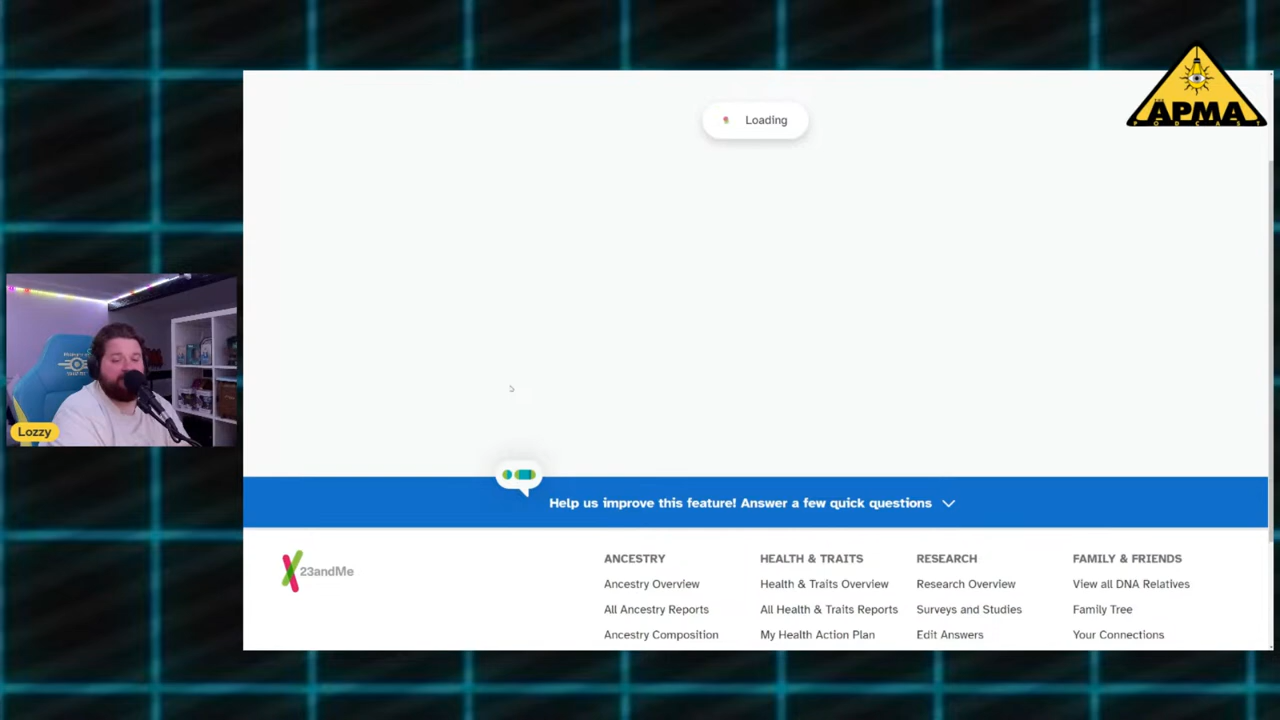 THE
APMA
PODCAST
Loading
Lozzy
Help us improve this feature! Answer a few quick questions
23andMe
ANCESTRY
Ancestry Overview
All Ancestry Reports
Ancestry Composition
HEALTH & TRAITS
Health & Traits Overview
All Health & Traits Reports
My Health Action Plan
RESEARCH
Research Overview
Surveys and Studies
Edit Answers
FAMILY & FRIENDS
View all DNA Relatives
Family Tree
Your Connections